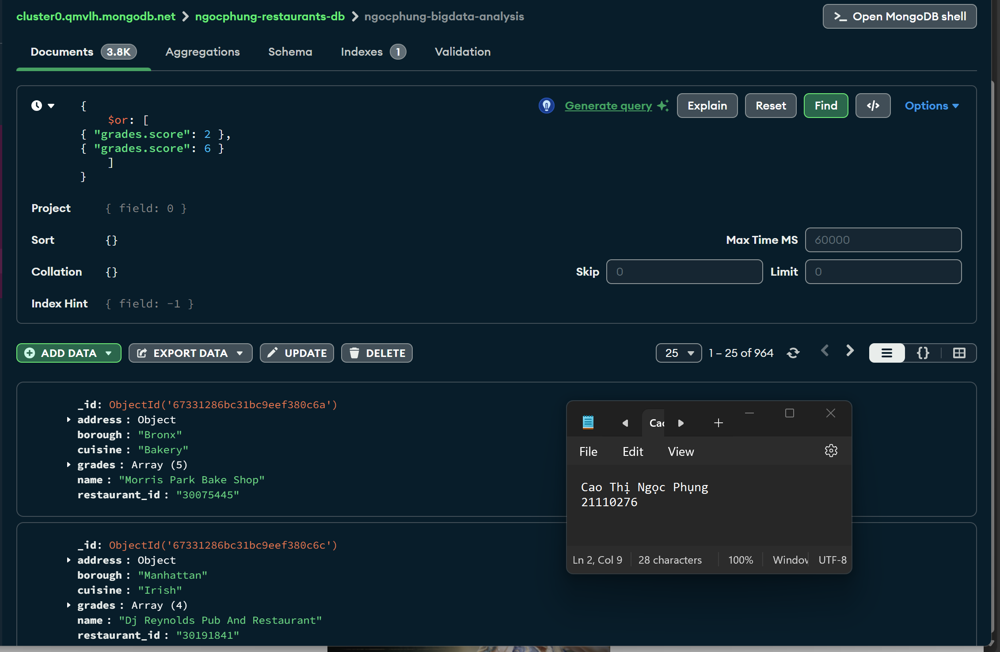 cluster0.qmvlh.mongodb.net > ngocphung-restaurants-db > ngocphung-bigdata-analysis
>_ Open MongoDB shell
Documents 3.8K Aggregations Schema Indexes 1 Validation
{
$or: [
{ "grades.score": 2 },
{ "grades.score": 6 }
]
}
Generate query Explain Reset Find </> Options
Project { field: 0 }
Sort {}
Max Time MS 60000
Collation {}
Skip 0 Limit 0
Index Hint { field: -1 }
ADD DATA EXPORT DATA UPDATE DELETE
25 1 – 25 of 964 {}
_id: ObjectId('67331286bc31bc9eef380c6a')
address : Object
borough : "Bronx"
cuisine : "Bakery"
grades : Array (5)
name : "Morris Park Bake Shop"
restaurant_id : "30075445"
_id: ObjectId('67331286bc31bc9eef380c6c')
address : Object
borough : "Manhattan"
cuisine : "Irish"
grades : Array (4)
name : "Dj Reynolds Pub And Restaurant"
restaurant_id : "30191841"
Cao
File Edit View
Cao Thị Ngọc Phụng
21110276
Ln 2, Col 9 28 characters 100% Window UTF-8